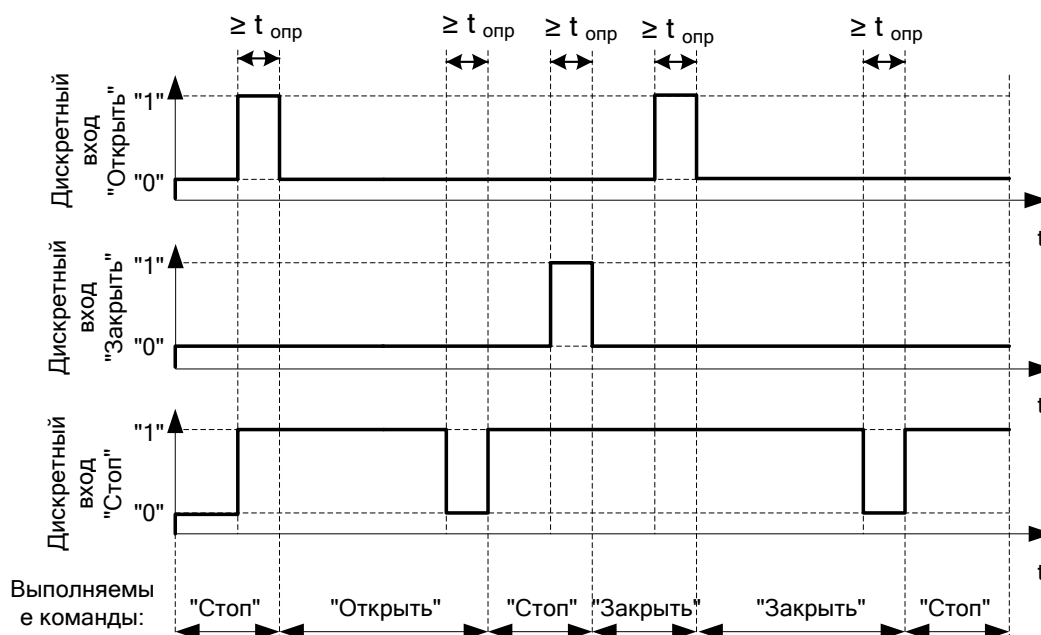 ≥ t опр ≥ t опр ≥ t опр ≥ t опр ≥ t опр
Дискретный
вход
"Открыть"
"1"
"0"
t
Дискретный
вход
"Закрыть"
"1"
"0"
t
Дискретный
вход
"Стоп"
"1"
"0"
t
Выполняемы
е команды:
"Стоп" "Открыть" "Стоп" "Закрыть" "Закрыть" "Стоп"